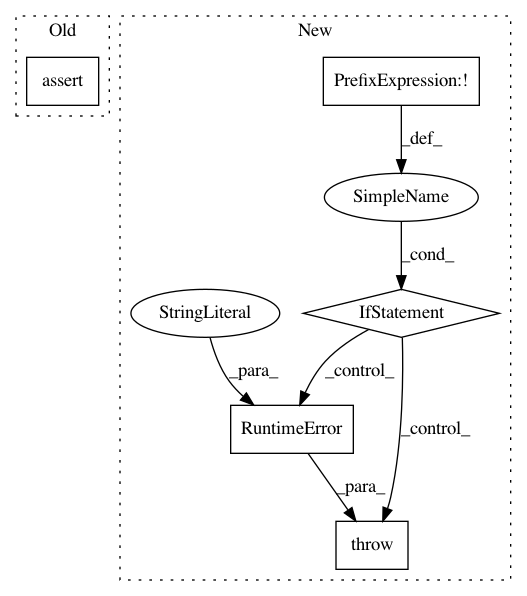 Old
New
assert
PrefixExpression:!
_def_
SimpleName
_cond_
StringLiteral
IfStatement
_para_
_control_
_control_
RuntimeError
_para_
throw